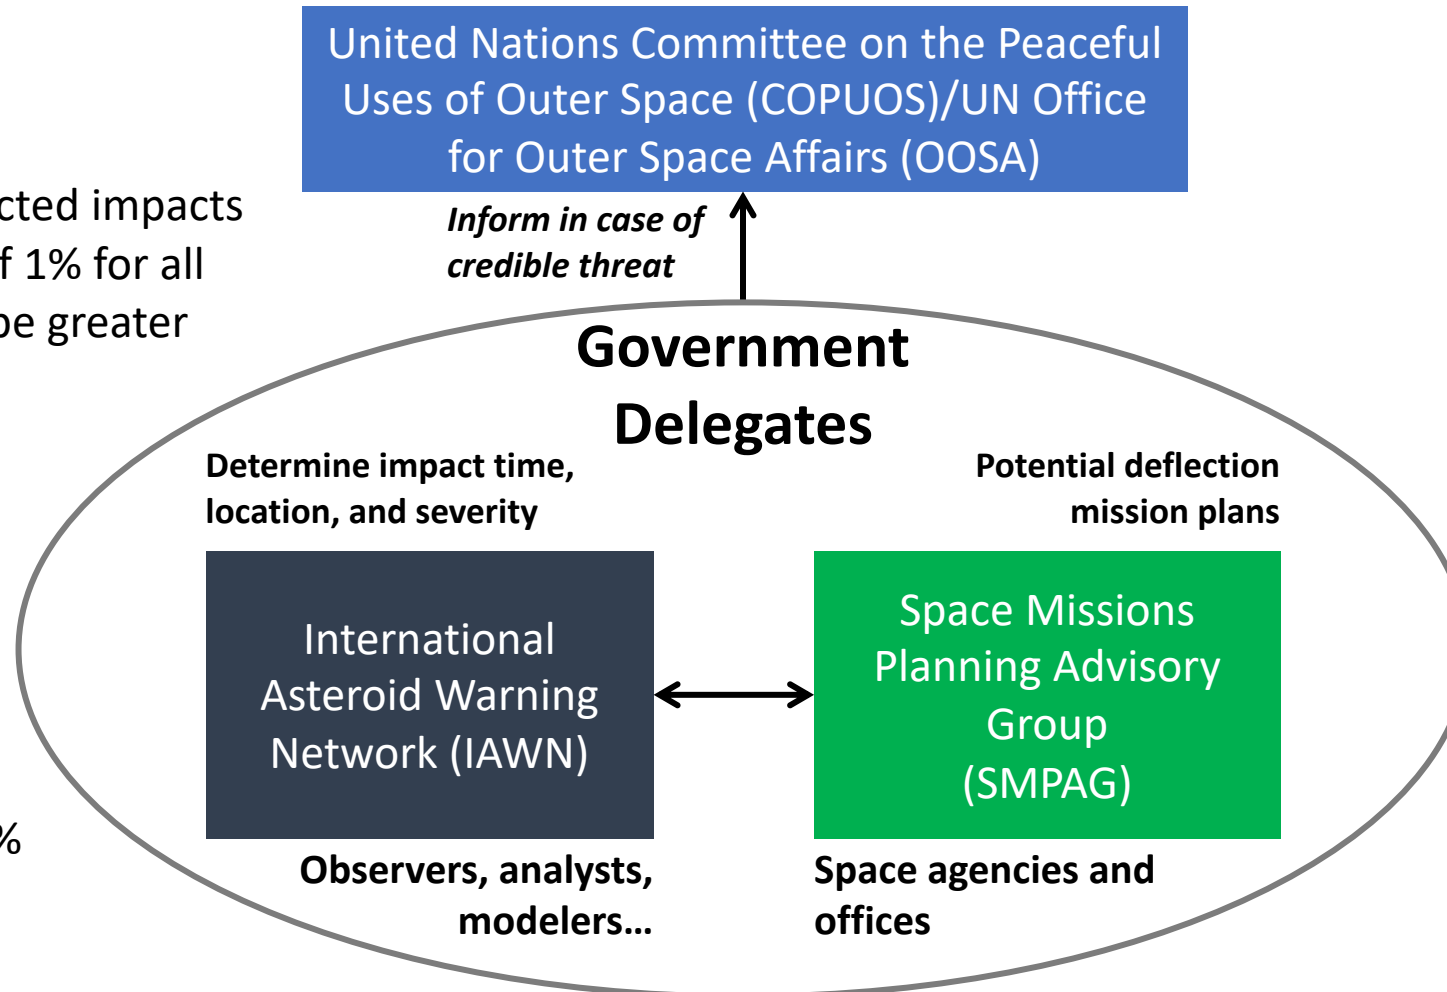 United Nations Committee on the Peaceful
Uses of Outer Space (COPUOS)/UN Office
for Outer Space Affairs (OOSA)
impacts
1% for all
be greater
Inform in case of
credible threat
Government
Delegates
Determine impact time,
location, and severity
Potential deflection
mission plans
International
Asteroid Warning
Network (IAWN)
Space Missions
Planning Advisory
Group
(SMPAG)
%
Observers, analysts,
modelers…
Space agencies and
offices